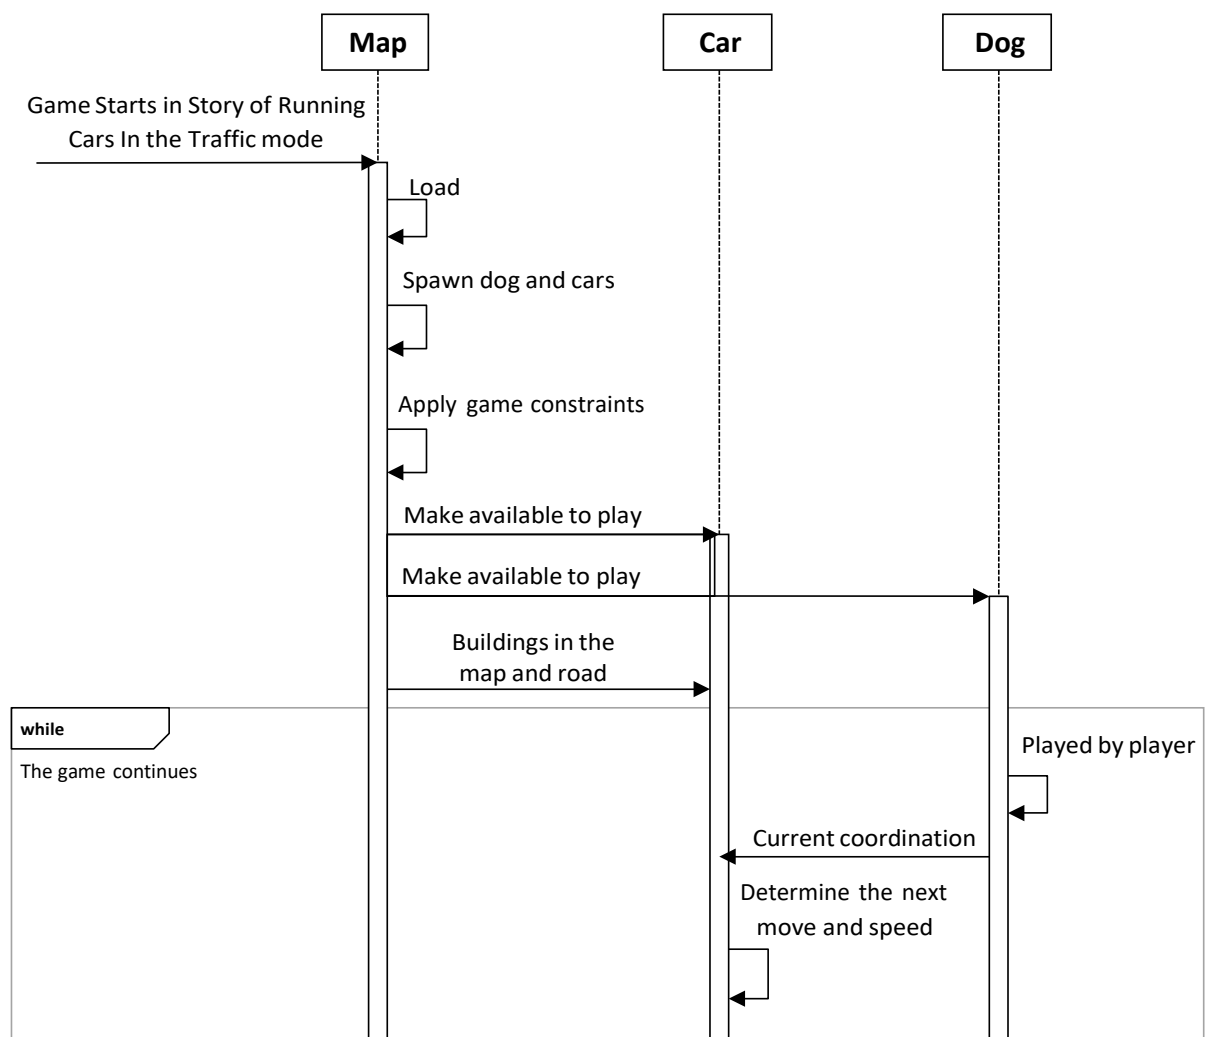 Map
Car
Dog
Game Starts in Story of Running
Cars In the Traffic mode
Load
Spawn dog and cars
Apply game constraints
Make available to play
Make available to play
Buildings in the
map and road
while
The game continues
Played by player
Current coordination
Determine the next
move and speed